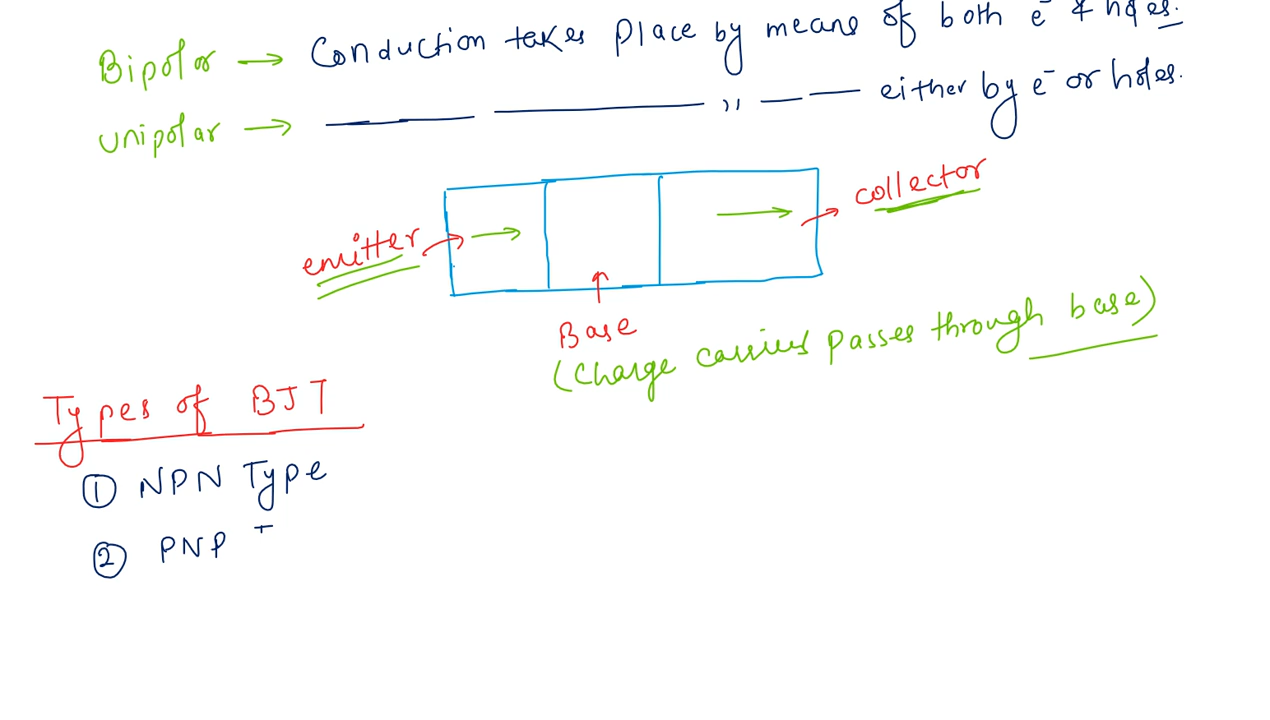 Bipolar → Conduction takes place by means of both e⁻ & holes.
Unipolar → —— —— " —— either by e⁻ or holes.
emitter
collector
Base
(Charge carries passes through base)
Types of BJT
① NPN Type
② PNP T